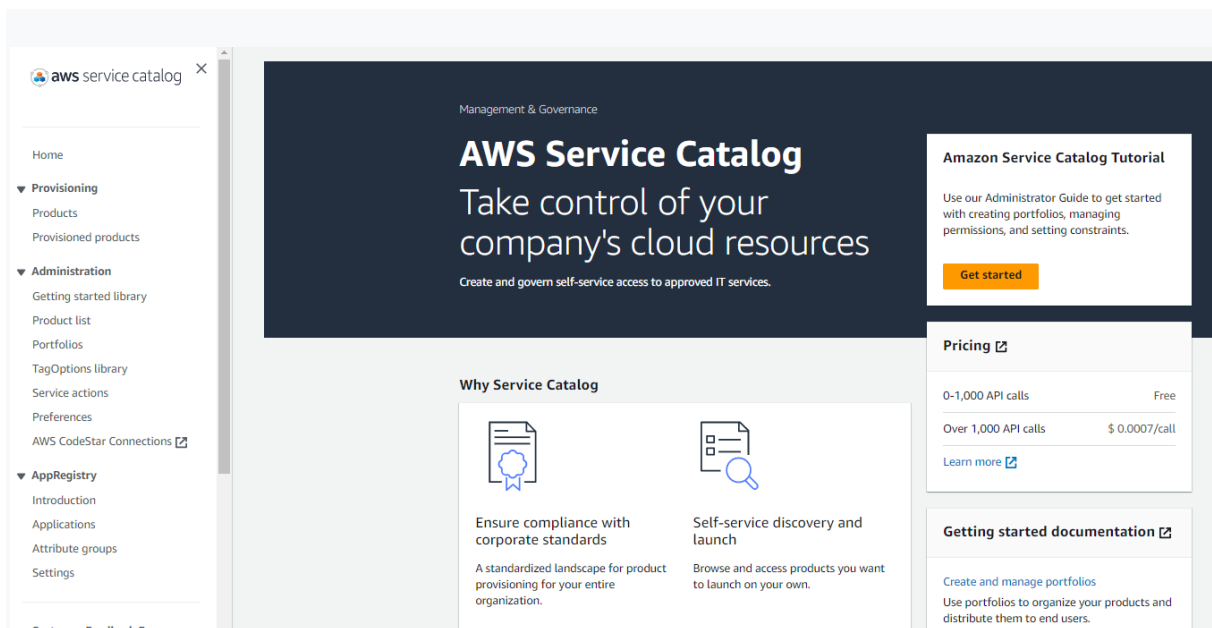 aws service catalog
Home
Provisioning
Products
Provisioned products
Administration
Getting started library
Product list
Portfolios
TagOptions library
Service actions
Preferences
AWS CodeStar Connections
AppRegistry
Introduction
Applications
Attribute groups
Settings
Management & Governance
AWS Service Catalog
Take control of your
company's cloud resources
Create and govern self-service access to approved IT services.
Why Service Catalog
Ensure compliance with
corporate standards
A standardized landscape for product
provisioning for your entire
organization.
Self-service discovery and
launch
Browse and access products you want
to launch on your own.
Amazon Service Catalog Tutorial
Use our Administrator Guide to get started
with creating portfolios, managing
permissions, and setting constraints.
Get started
Pricing
0-1,000 API calls Free
Over 1,000 API calls $ 0.0007/call
Learn more
Getting started documentation
Create and manage portfolios
Use portfolios to organize your products and
distribute them to end users.